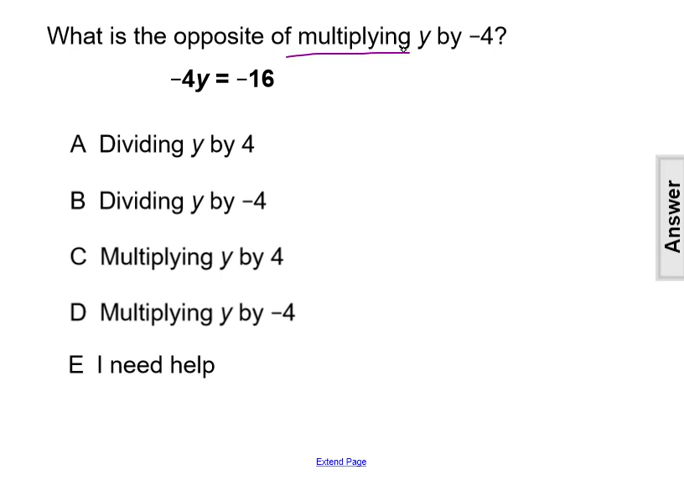 What is the opposite of multiplying y by −4?
−4y = −16
A Dividing y by 4
B Dividing y by −4
C Multiplying y by 4
D Multiplying y by −4
E I need help
Answer
Extend Page